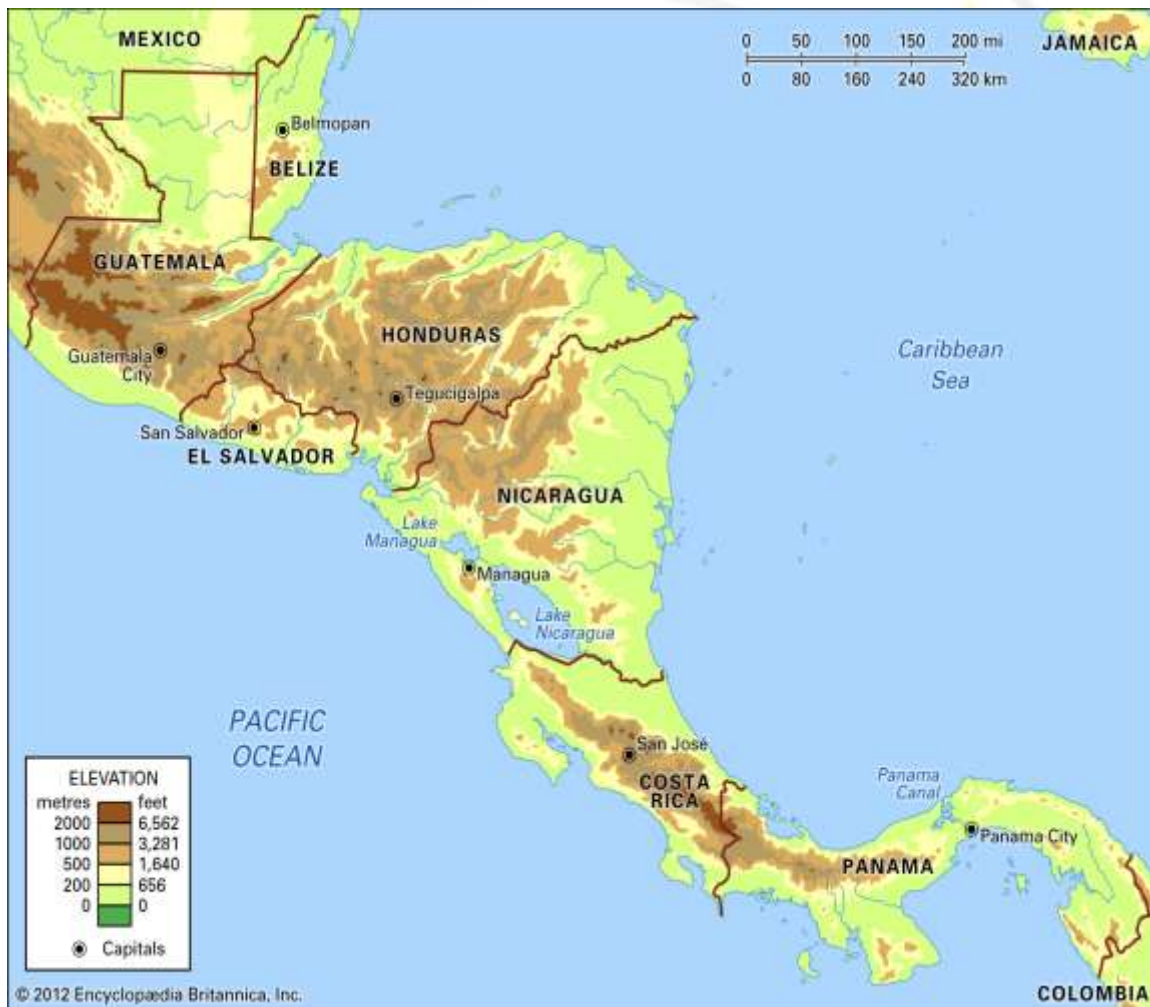 MEXICO
0 50 100 150 200 mi
0 80 160 240 320 km
JAMAICA
Belmopan
BELIZE
GUATEMALA
HONDURAS
Guatemala
City
Caribbean
Sea
Tegucigalpa
San Salvador
EL SALVADOR
NICARAGUA
Lake
Managua
Managua
Lake
Nicaragua
PACIFIC
OCEAN
San José
COSTA
RICA
Panama
Canal
Panama City
PANAMA
ELEVATION
metres feet
2000 6,562
1000 3,281
500 1,640
200 656
0 0
Capitals
© 2012 Encyclopædia Britannica, Inc.
COLOMBIA